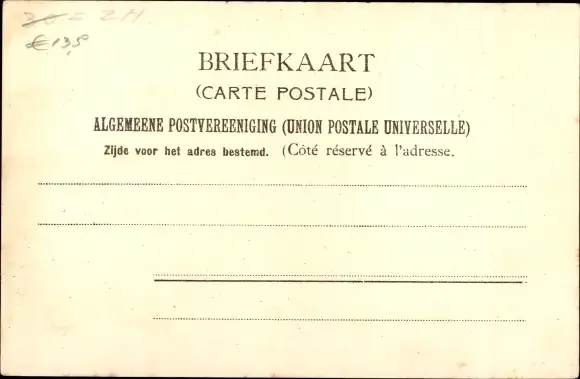 BRIEFKAART
(CARTE POSTALE)
ALGEMEENE POSTVEREENIGING (UNION POSTALE UNIVERSELLE)
Zijde voor het adres bestemd. (Côté réservé à l'adresse.